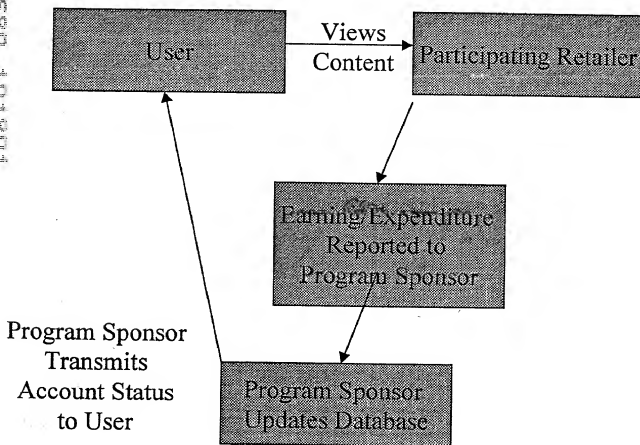 User
Views
Content
Participating Retailer
Earning/Expenditure
Reported to
Program Sponsor
Program Sponsor
Transmits
Account Status
to User
Program Sponsor
Updates Database